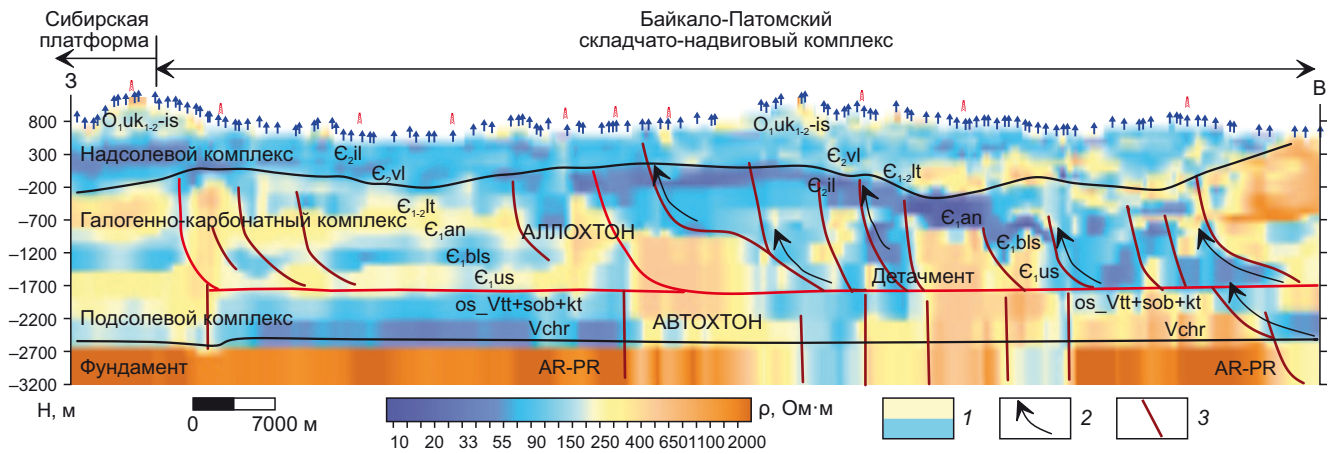 Сибирская платформа
Байкало-Патомский складчато-надвиговый комплекс
З
В
800
300
–200
–700
–1200
–1700
–2200
–2700
–3200
H, м
O₁uk₁₋₂-is
O₁uk₁₋₂-is
Надсолевой комплекс
Є₂il
Є₂vl
Є₂vl
Є₁₋₂lt
Є₂il
Галогенно-карбонатный комплекс
Є₁₋₂lt
Є₁an
АЛЛОХТОН
Є₁an
Є₁bls
Є₁bls
Є₁us
Детачмент
Є₁us
os_Vtt+sob+kt
os_Vtt+sob+kt
Подсолевой комплекс
Vchr
АВТОХТОН
Vchr
Фундамент
AR-PR
AR-PR
0 7000 м
10 20 33 55 90 150 250 400 650 1100 2000
ρ, Ом·м
1
2
3